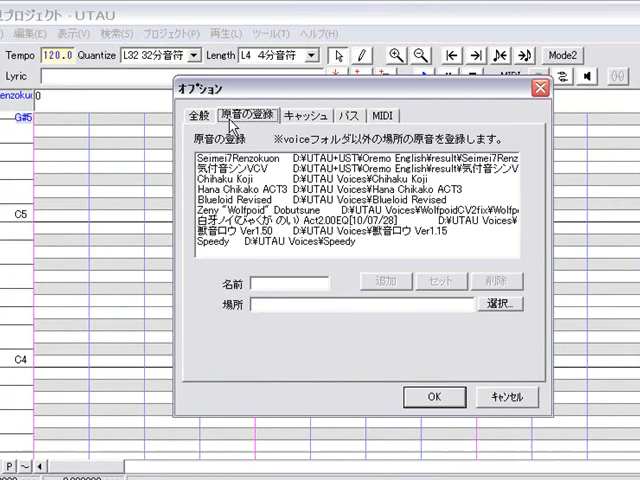 プロジェクト - UTAU
編集(E) 表示(V) 検索(S) プロジェクト(P) 再生(L) ツール(T) ヘルプ(H)
Tempo 120.0 Quantize L32 32分音符 Length L4 4分音符 Mode2
Lyric
0
オプション
全般 原音の登録 キャッシュ パス MIDI
原音の登録 ※voiceフォルダ以外の場所の原音を登録します。
Seimei7Renzokuon D:¥UTAU+UST¥Oremo English¥result¥Seimei7Renz
気付音シンVCV D:¥UTAU+UST¥Oremo English¥result¥気付音シンV
Chihaku Koji D:¥UTAU Voices¥Chihaku Koji
Hana Chikako ACT3 D:¥UTAU Voices¥Hana Chikako ACT3
Blueloid Revised D:¥UTAU Voices¥Blueloid Revised
Zeny "Wolfpoid" Dobutsune D:¥UTAU Voices¥WolfpoidCV2fix¥Wolfp
白牙ノイ(びゃくが のい) Act2.00EQ[10/07/28] D:¥UTAU Voices¥
獣音ロウ Ver1.50 D:¥UTAU Voices¥獣音ロウ Ver1.15
Speedy D:¥UTAU Voices¥Speedy
名前 追加 セット 削除
場所 選択...
OK キャンセル
G#5
C5
C4
P ～